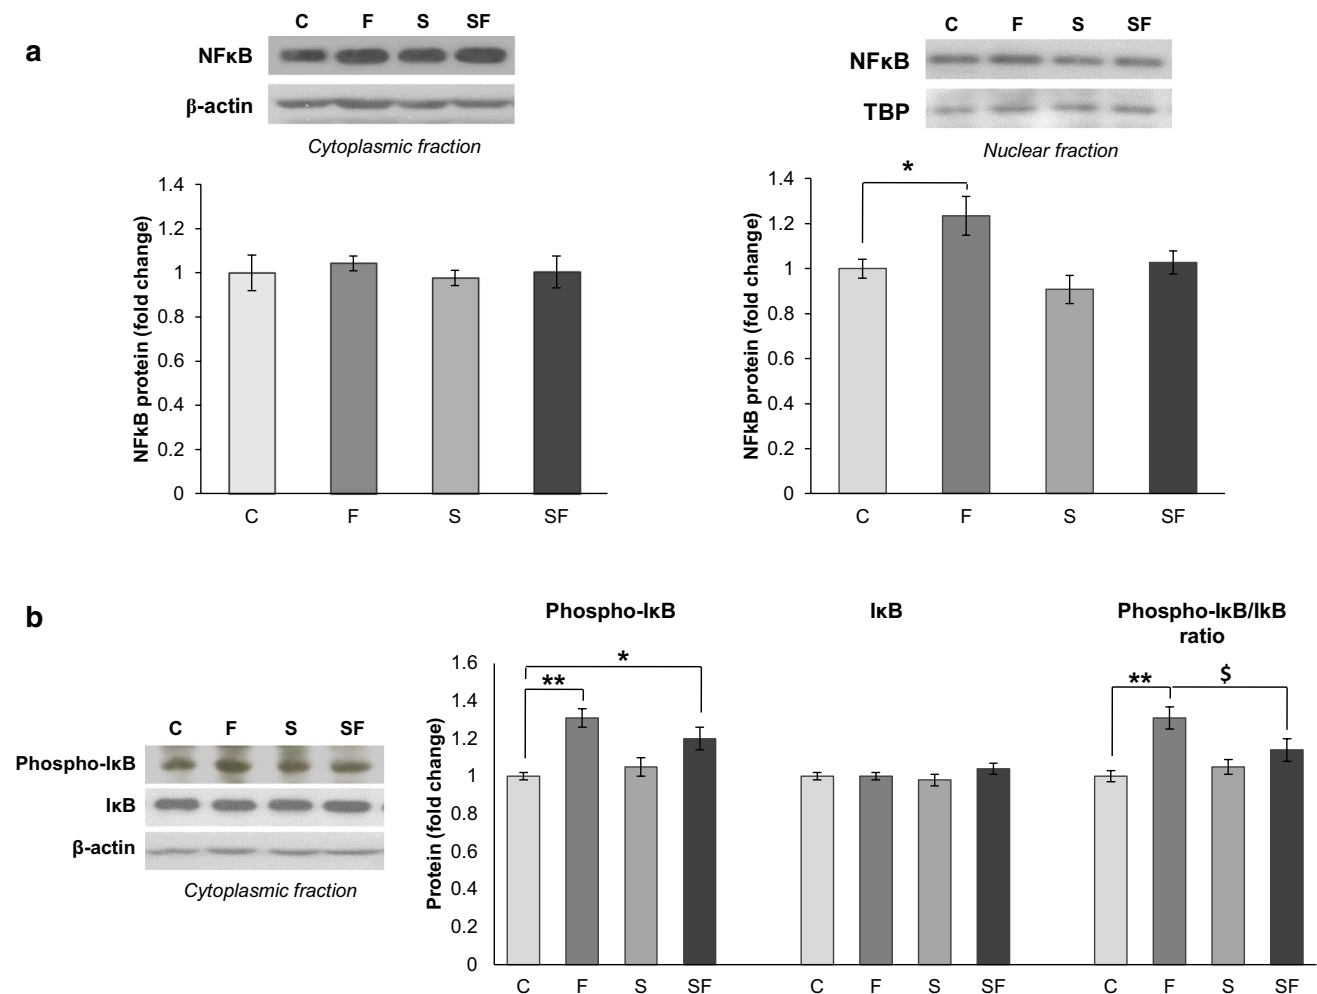 a
C F S SF
NFκB
β-actin
Cytoplasmic fraction
NFkB protein (fold change)
1.4
1.2
1
0.8
0.6
0.4
0.2
0
C F S SF
C F S SF
NFκB
TBP
Nuclear fraction
*
NFkB protein (fold change)
1.4
1.2
1
0.8
0.6
0.4
0.2
0
C F S SF
b
C F S SF
Phospho-IκB
IκB
β-actin
Cytoplasmic fraction
Phospho-IκB
IκB
Phospho-IκB/IkB
ratio
Protein (fold change)
1.6
1.4
1.2
1
0.8
0.6
0.4
0.2
0
*
**
** $
C F S SF C F S SF C F S SF